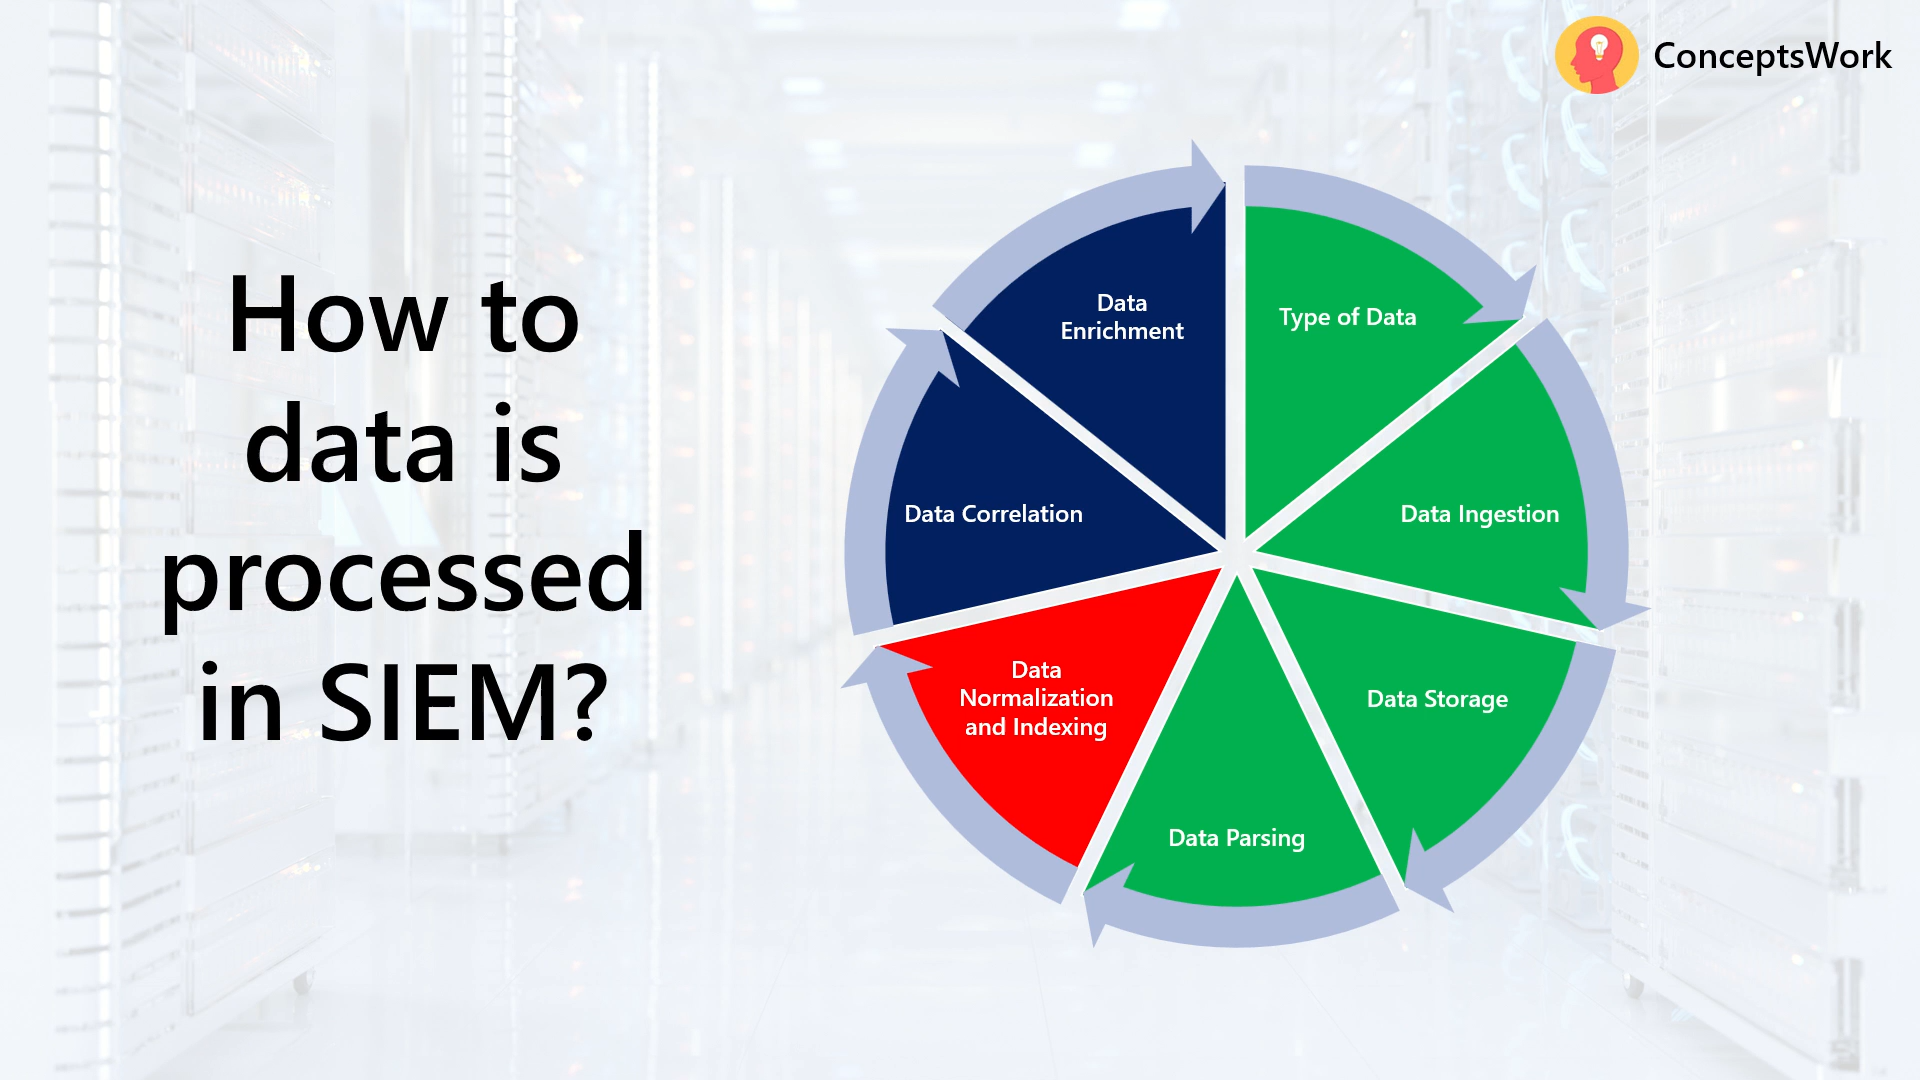 ConceptsWork
How to
data is
processed
in SIEM?
Type of Data
Data Ingestion
Data Storage
Data Parsing
Data
Normalization
and Indexing
Data Correlation
Data
Enrichment